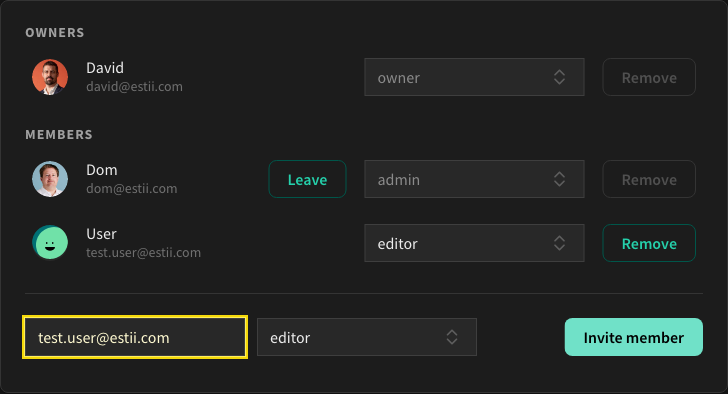 OWNERS
David
david@estii.com
owner
Remove
MEMBERS
Dom
dom@estii.com
Leave
admin
Remove
User
test.user@estii.com
editor
Remove
test.user@estii.com
editor
Invite member